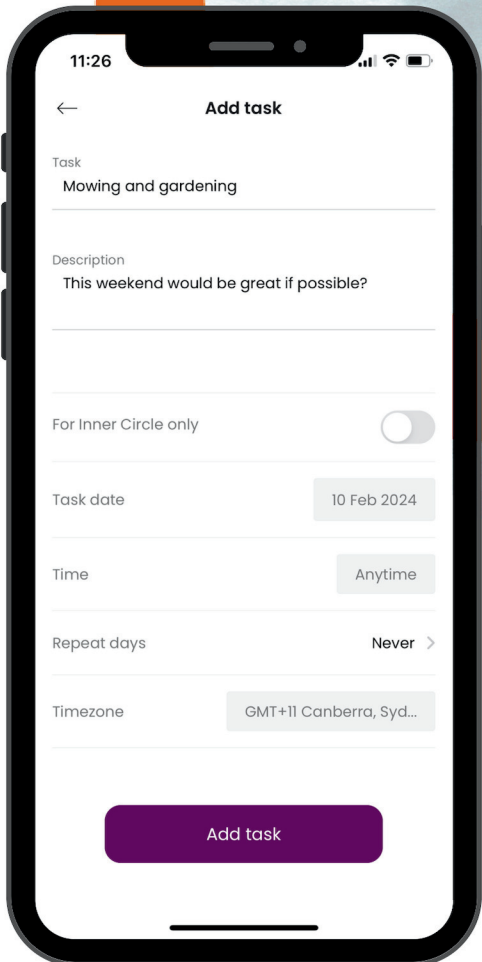 11:26
Add task
Task
Mowing and gardening
Description
This weekend would be great if possible?
For Inner Circle only
Task date
10 Feb 2024
Time
Anytime
Repeat days
Never
Timezone
GMT+11 Canberra, Syd...
Add task